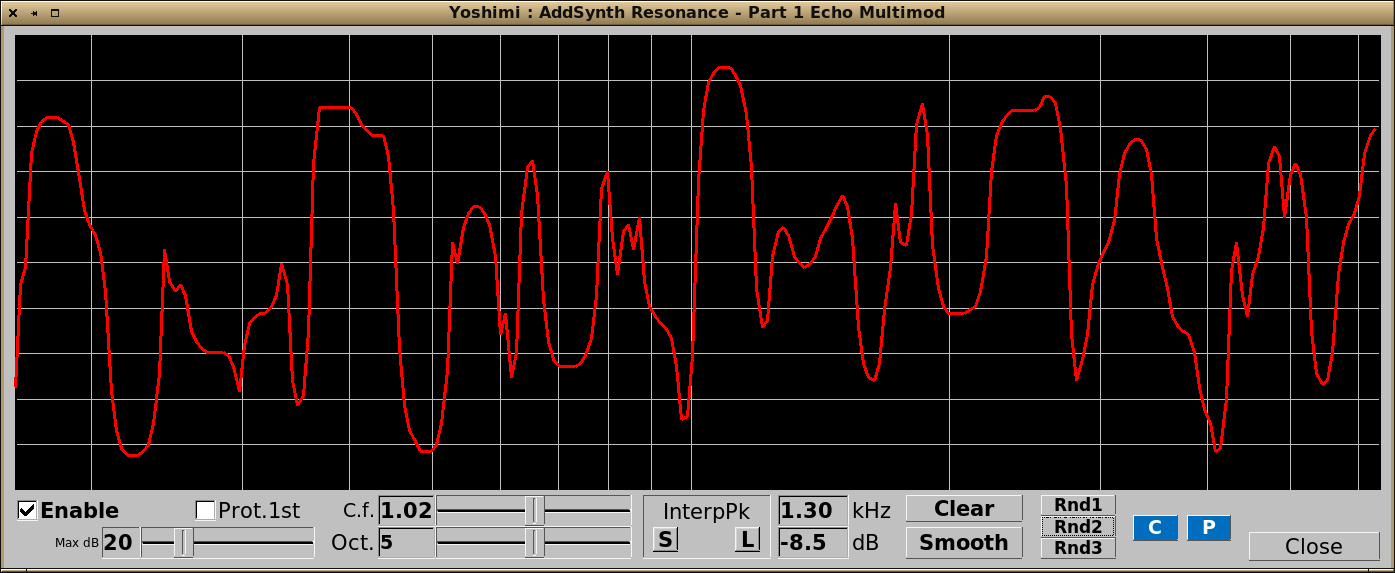 Yoshimi : AddSynth Resonance - Part 1 Echo Multimod
Enable Prot.1st C.f. 1.02 InterpPk 1.30 kHz Clear Rnd1
Rnd2 C P
Max dB 20 Oct. 5 S L -8.5 dB Smooth Rnd3 Close